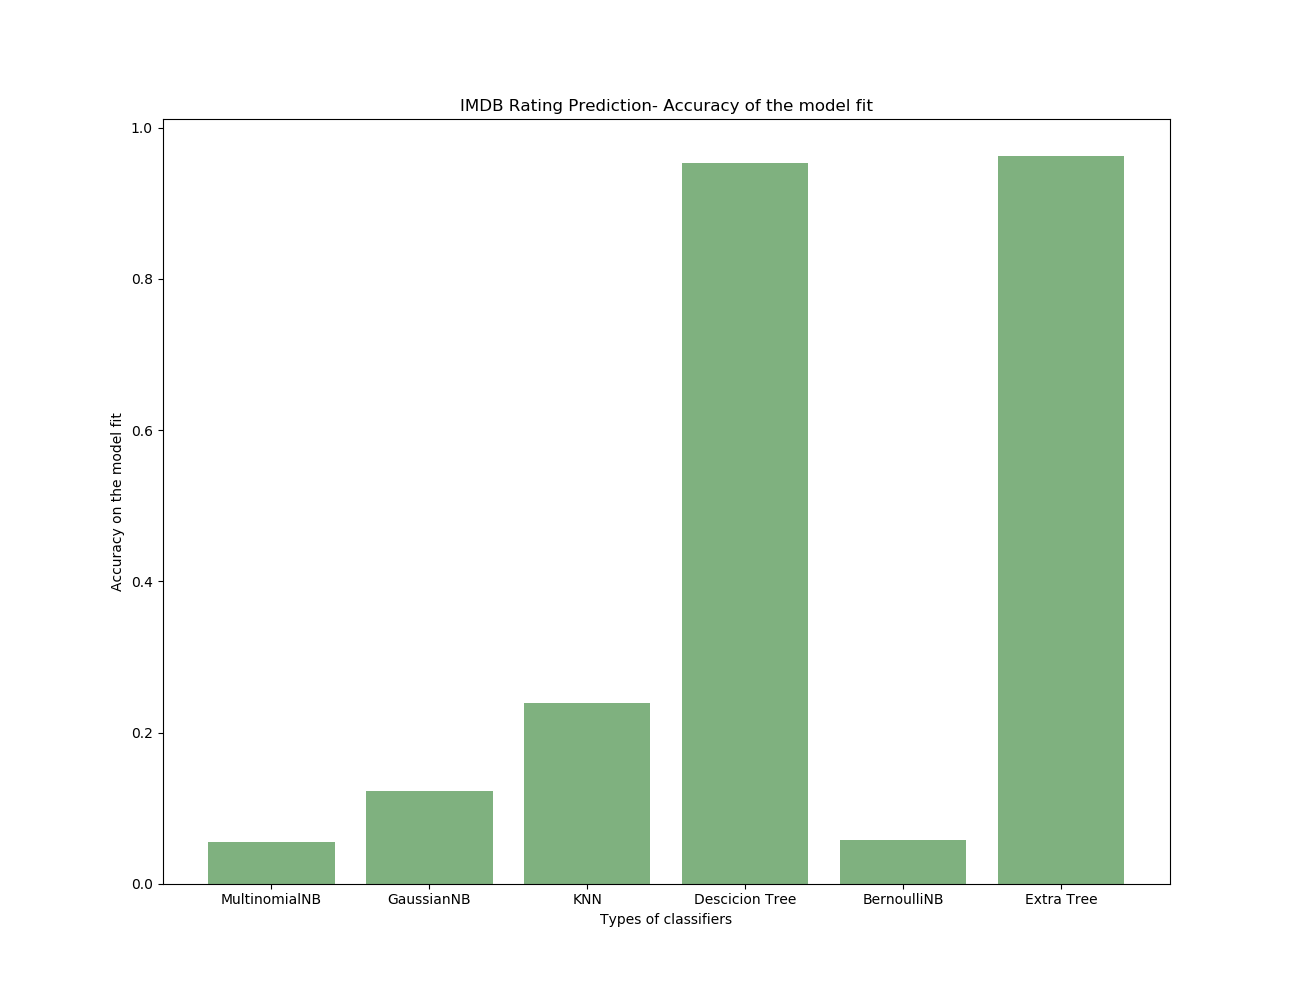 IMDB Rating Prediction- Accuracy of the model fit
1.0
0.8
0.6
0.4
0.2
0.0
Accuracy on the model fit
MultinomialNB GaussianNB KNN Descicion Tree BernoulliNB Extra Tree
Types of classifiers